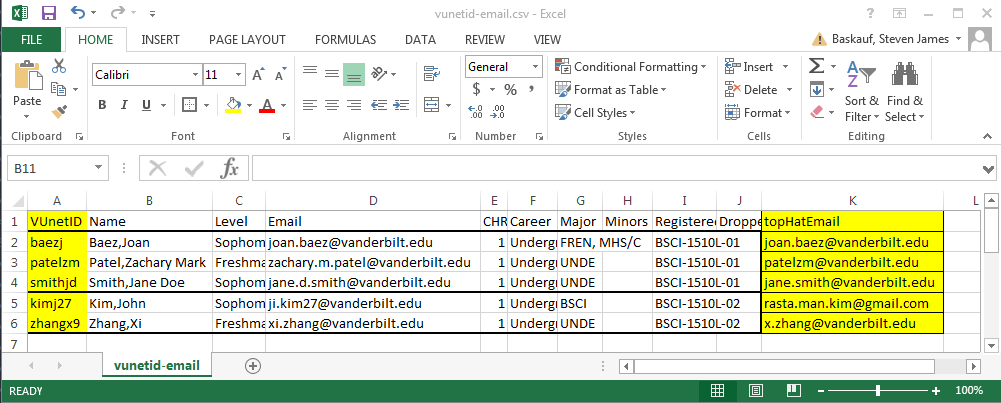 vunetid-email.csv - Excel
FILE HOME INSERT PAGE LAYOUT FORMULAS DATA REVIEW VIEW Baskauf, Steven James
Paste
Calibri 11
B I U
General
$ % ,
Conditional Formatting
Format as Table
Cell Styles
Insert
Delete
Format
Sort & Filter
Find & Select
Clipboard Font Alignment Number Styles Cells Editing
B11 fx
A B C D E F G H I J K L
1 VUnetID Name Level Email CHR Career Major Minors Registered Droppe topHatEmail
2 baezj Baez,Joan Sophom joan.baez@vanderbilt.edu 1 Undergr FREN, MHS/C BSCI-1510L-01 joan.baez@vanderbilt.edu
3 patelzm Patel,Zachary Mark Freshma zachary.m.patel@vanderbilt.edu 1 Undergr UNDE BSCI-1510L-01 patelzm@vanderbilt.edu
4 smithjd Smith,Jane Doe Sophom jane.d.smith@vanderbilt.edu 1 Undergr UNDE BSCI-1510L-01 jane.smith@vanderbilt.edu
5 kimj27 Kim,John Sophom ji.kim27@vanderbilt.edu 1 Undergr BSCI BSCI-1510L-02 rasta.man.kim@gmail.com
6 zhangx9 Zhang,Xi Freshma xi.zhang@vanderbilt.edu 1 Undergr UNDE BSCI-1510L-02 x.zhang@vanderbilt.edu
7
vunetid-email
READY 100%